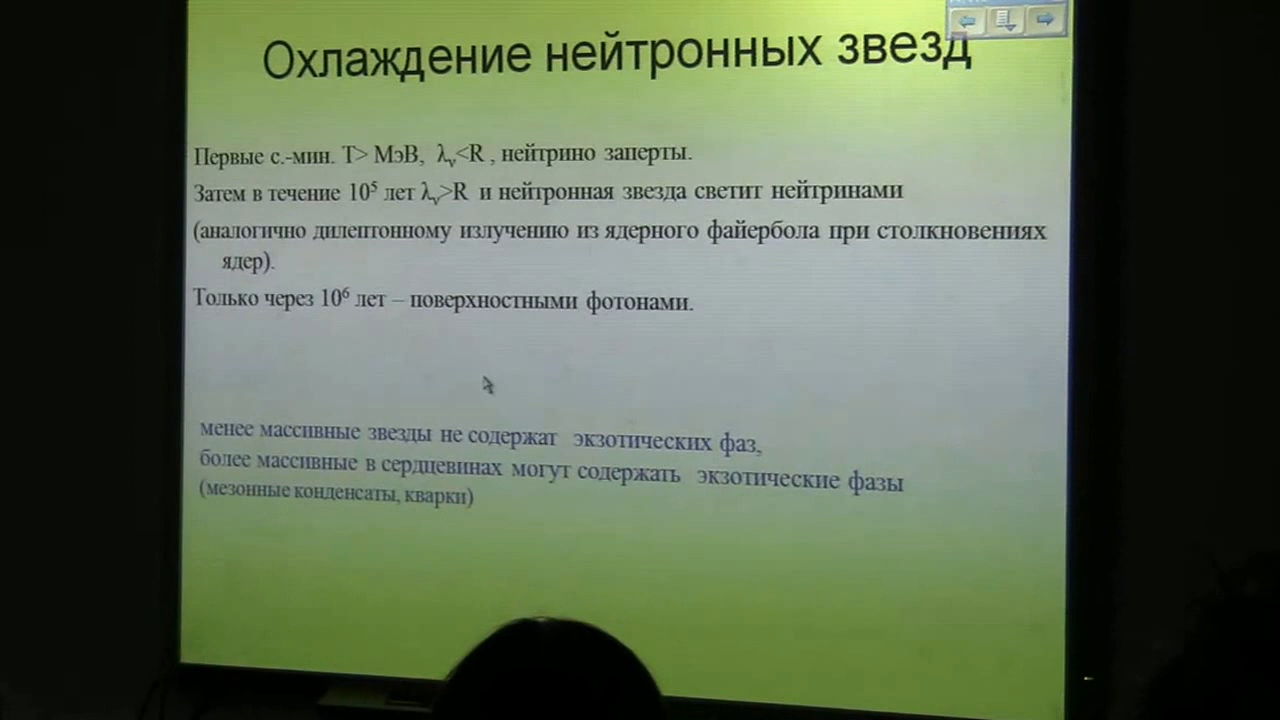 Охлаждение нейтронных звезд
Первые с.-мин. T> МэВ, λᵥ<R , нейтрино заперты.
Затем в течение 10⁵ лет λᵥ>R и нейтронная звезда светит нейтринами
(аналогично дилептонному излучению из ядерного файербола при столкновениях
ядер).
Только через 10⁶ лет – поверхностными фотонами.
менее массивные звезды не содержат экзотических фаз,
более массивные в сердцевинах могут содержать экзотические фазы
(мезонные конденсаты, кварки)